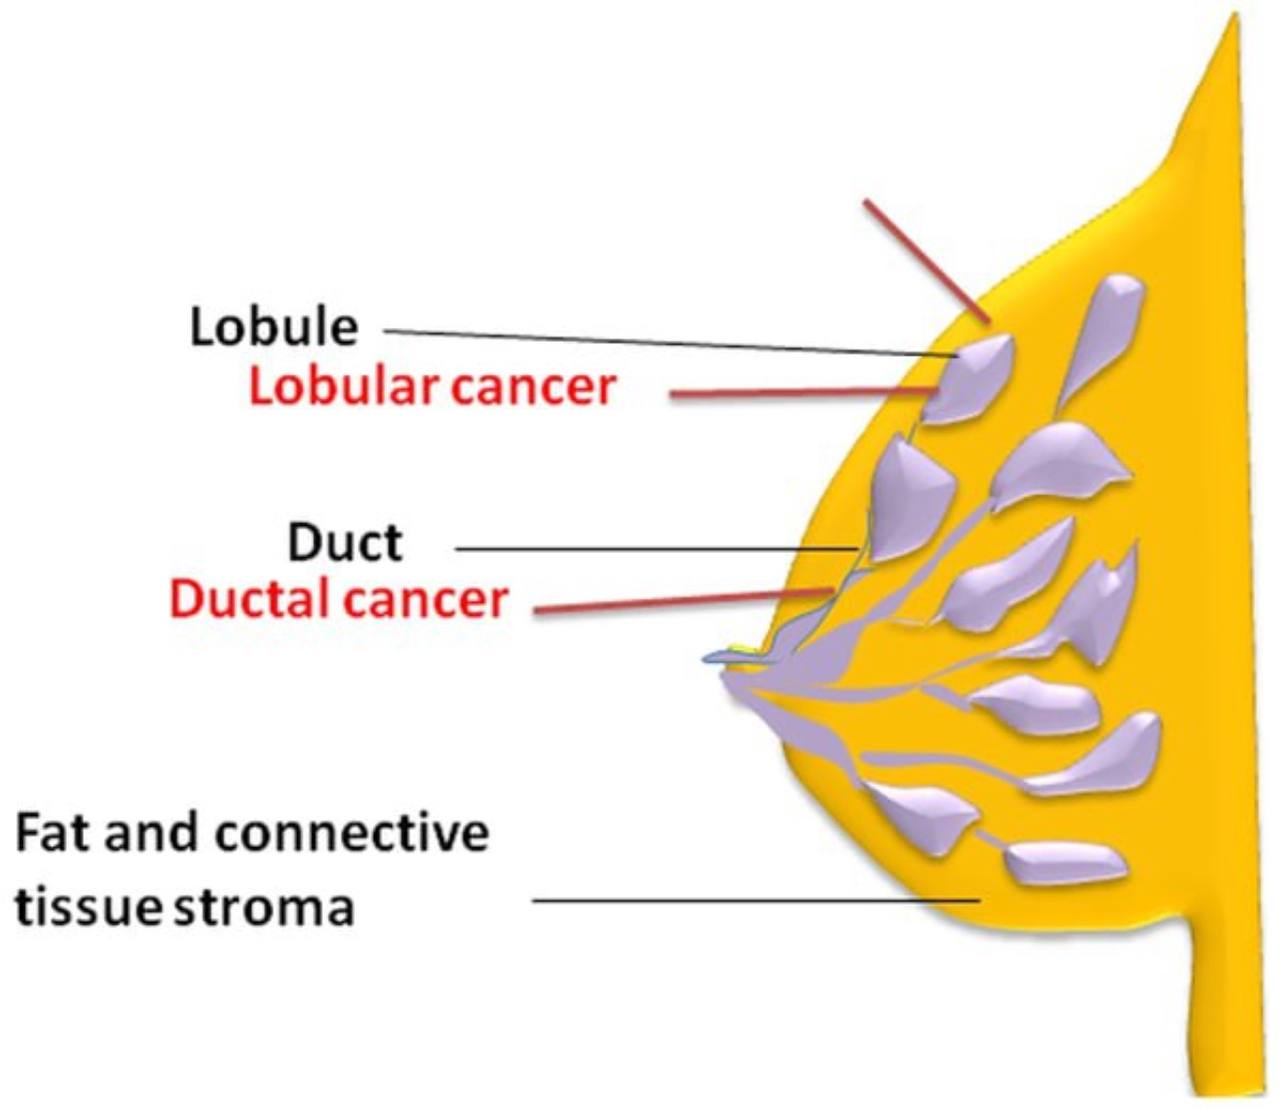 Lobule
Lobular cancer
Duct
Ductal cancer
Fat and connective
tissue stroma